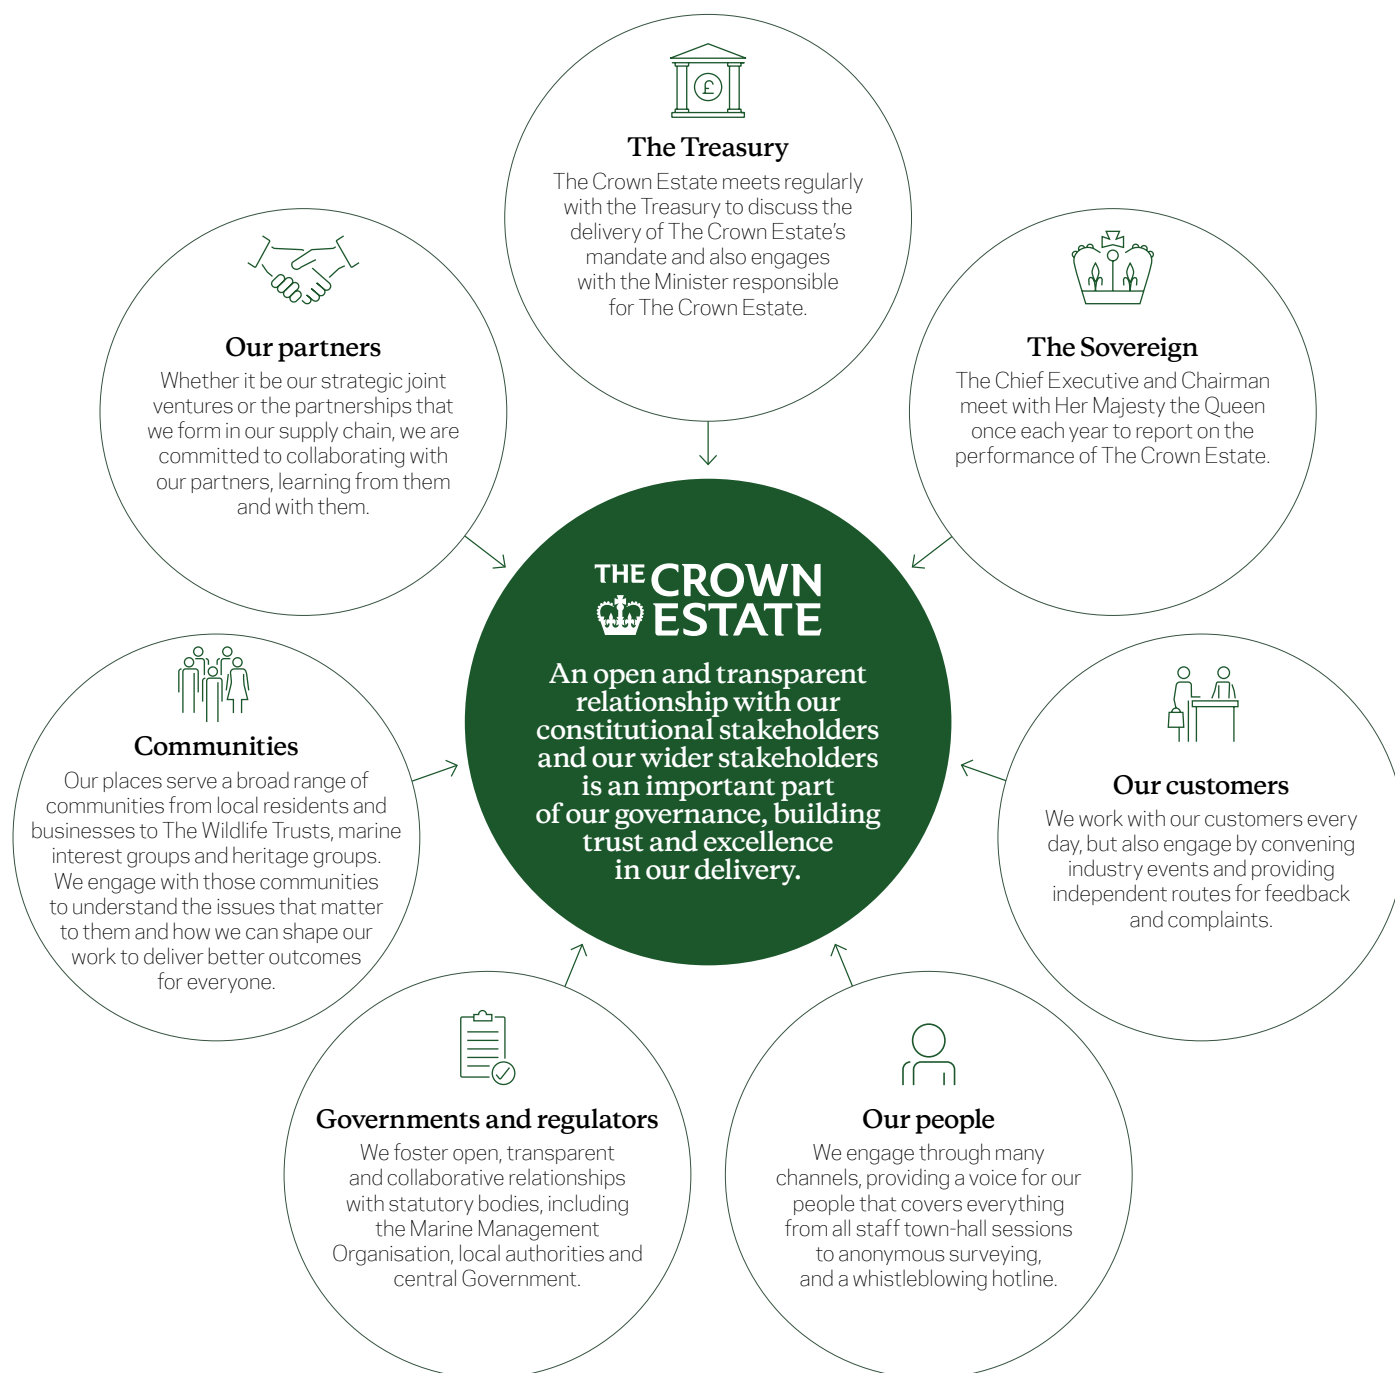 £
The Treasury
The Crown Estate meets regularly
with the Treasury to discuss the
delivery of The Crown Estate’s
mandate and also engages
with the Minister responsible
for The Crown Estate.
The Sovereign
The Chief Executive and Chairman
meet with Her Majesty the Queen
once each year to report on the
performance of The Crown Estate.
Our customers
We work with our customers every
day, but also engage by convening
industry events and providing
independent routes for feedback
and complaints.
Our people
We engage through many
channels, providing a voice for our
people that covers everything
from all staff town-hall sessions
to anonymous surveying,
and a whistleblowing hotline.
Governments and regulators
We foster open, transparent
and collaborative relationships
with statutory bodies, including
the Marine Management
Organisation, local authorities and
central Government.
Communities
Our places serve a broad range of
communities from local residents and
businesses to The Wildlife Trusts, marine
interest groups and heritage groups.
We engage with those communities
to understand the issues that matter
to them and how we can shape our
work to deliver better outcomes
for everyone.
Our partners
Whether it be our strategic joint
ventures or the partnerships that
we form in our supply chain, we are
committed to collaborating with
our partners, learning from them
and with them.
THE CROWN
ESTATE
An open and transparent
relationship with our
constitutional stakeholders
and our wider stakeholders
is an important part
of our governance, building
trust and excellence
in our delivery.